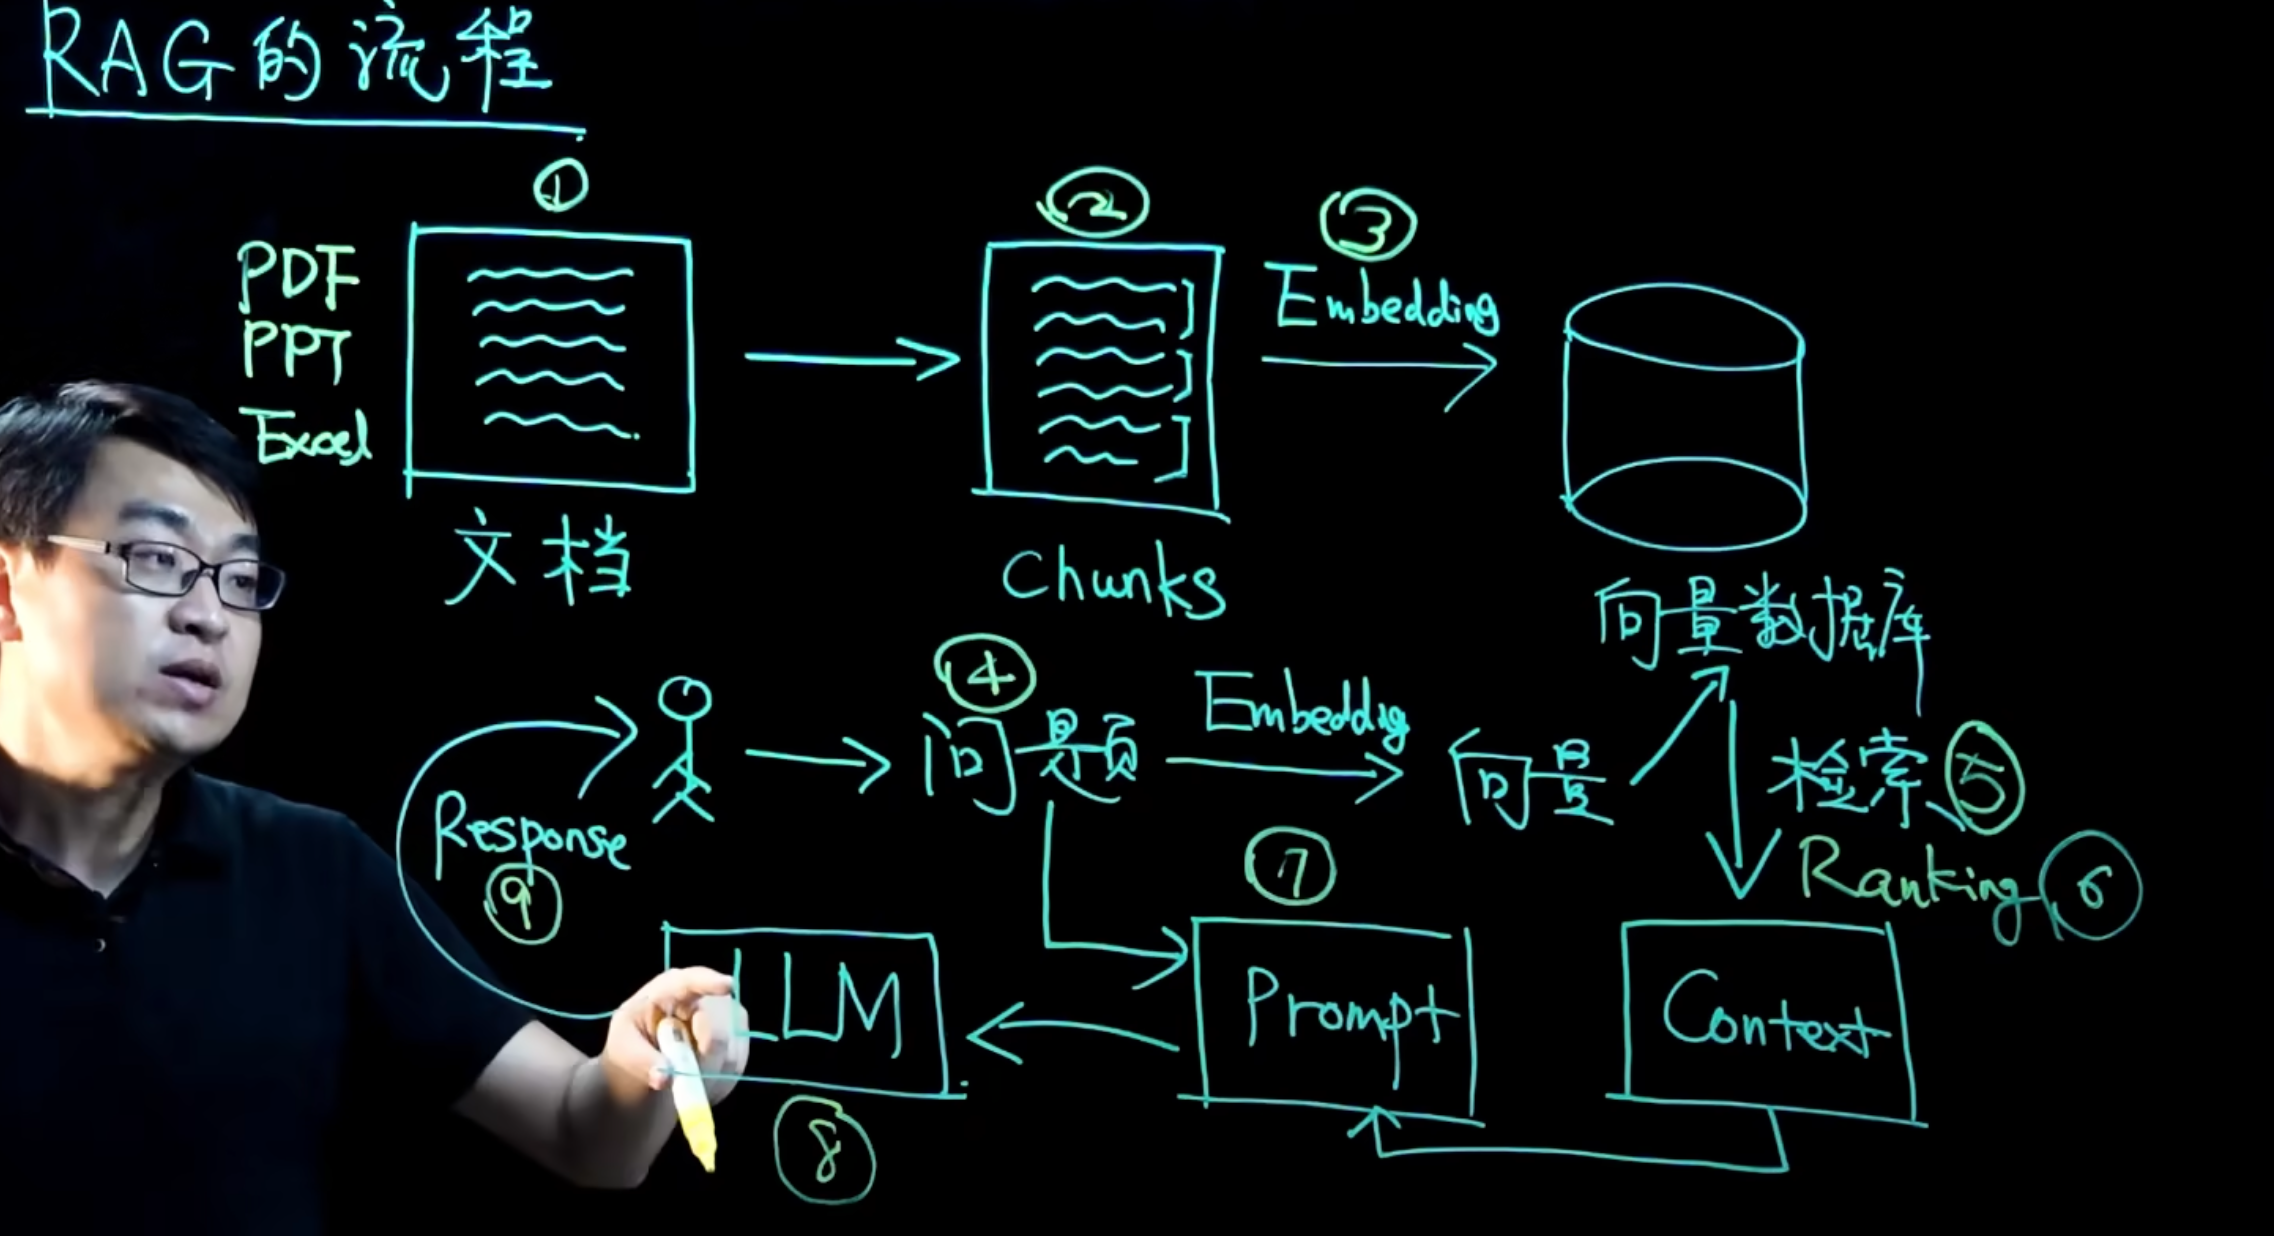 RAG的流程
①
②
③
PDF
PPT
Excel
Embedding
文档
Chunks
向量数据库
④
问题
Embeddig
向量
检索 ⑤
Ranking ⑥
Response
⑨
⑦
LLM
Prompt
Context
⑧